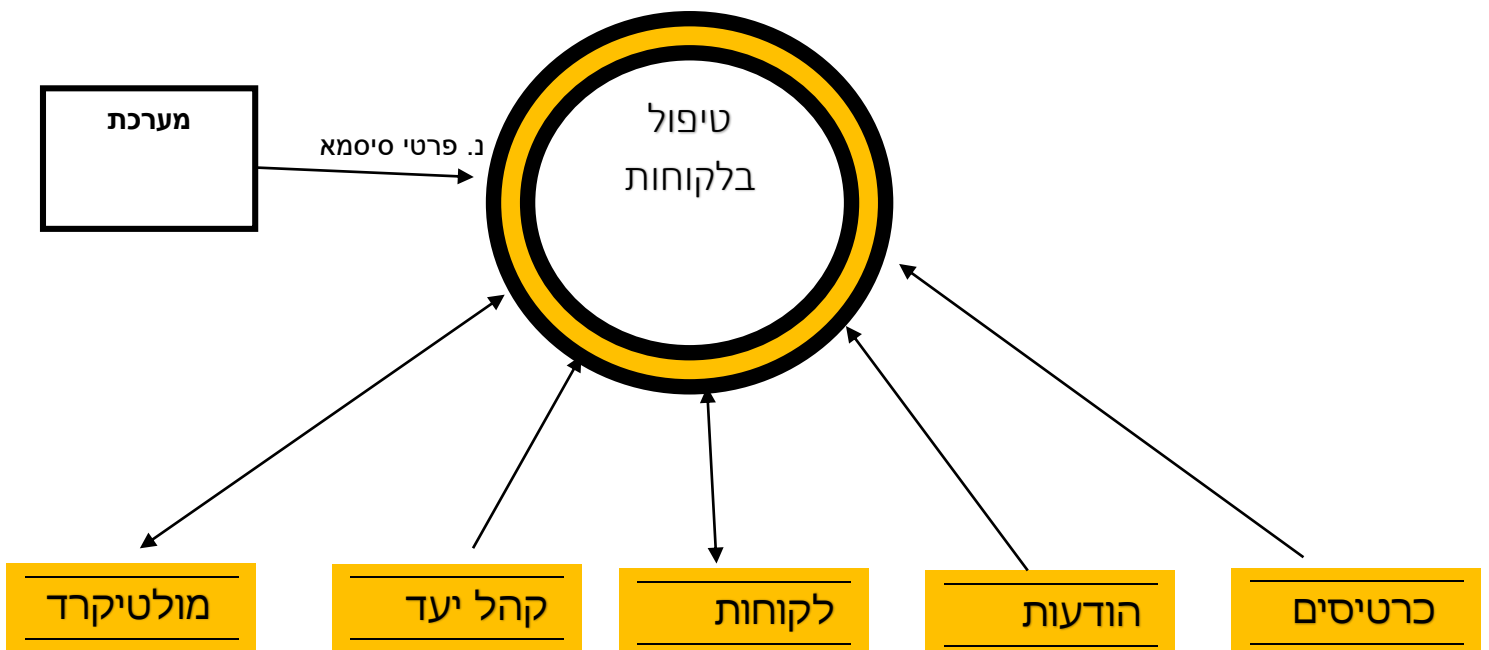 טיפול
בלקוחות
מערכת
נ. פרטי סיסמא
כרטיסים
הודעות
לקוחות
קהל יעד
מולטיקרד